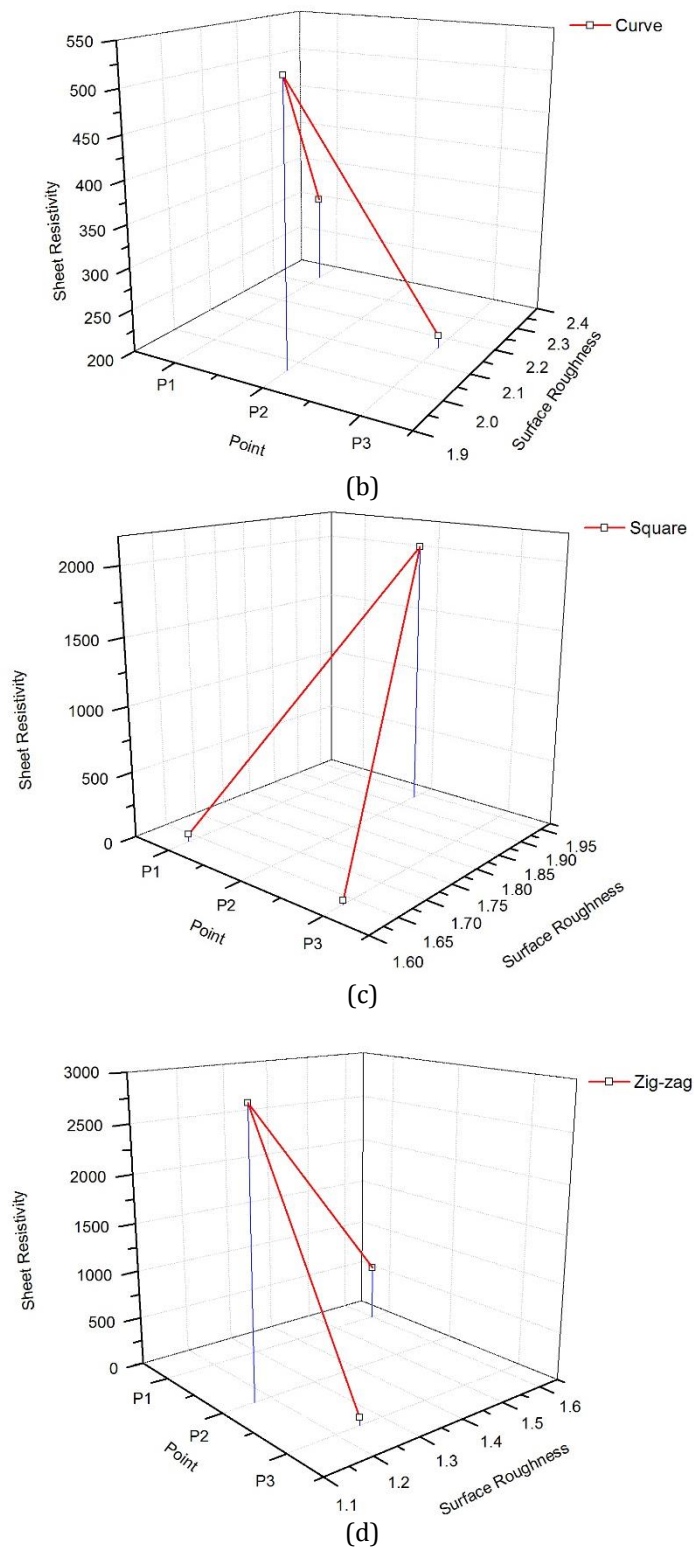 Curve
550
500
450
400
350
300
250
200
Sheet Resistivity
P1
P2
P3
Point
1.9
2.0
2.1
2.2
2.3
2.4
Surface Roughness
(b)
Square
2000
1500
1000
500
0
Sheet Resistivity
P1
P2
P3
Point
1.60
1.65
1.70
1.75
1.80
1.85
1.90
1.95
Surface Roughness
(c)
Zig-zag
3000
2500
2000
1500
1000
500
0
Sheet Resistivity
P1
P2
P3
Point
1.1
1.2
1.3
1.4
1.5
1.6
Surface Roughness
(d)